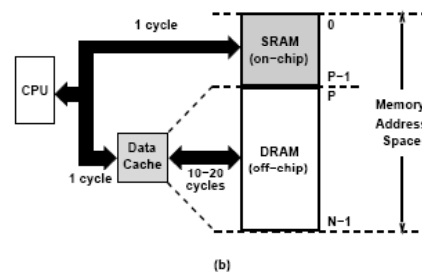 1 cycle
SRAM
(on-chip)
0
P-1
P
CPU
Data
Cache
1 cycle
10-20
cycles
DRAM
(off-chip)
N-1
Memory
Address
Space
(b)